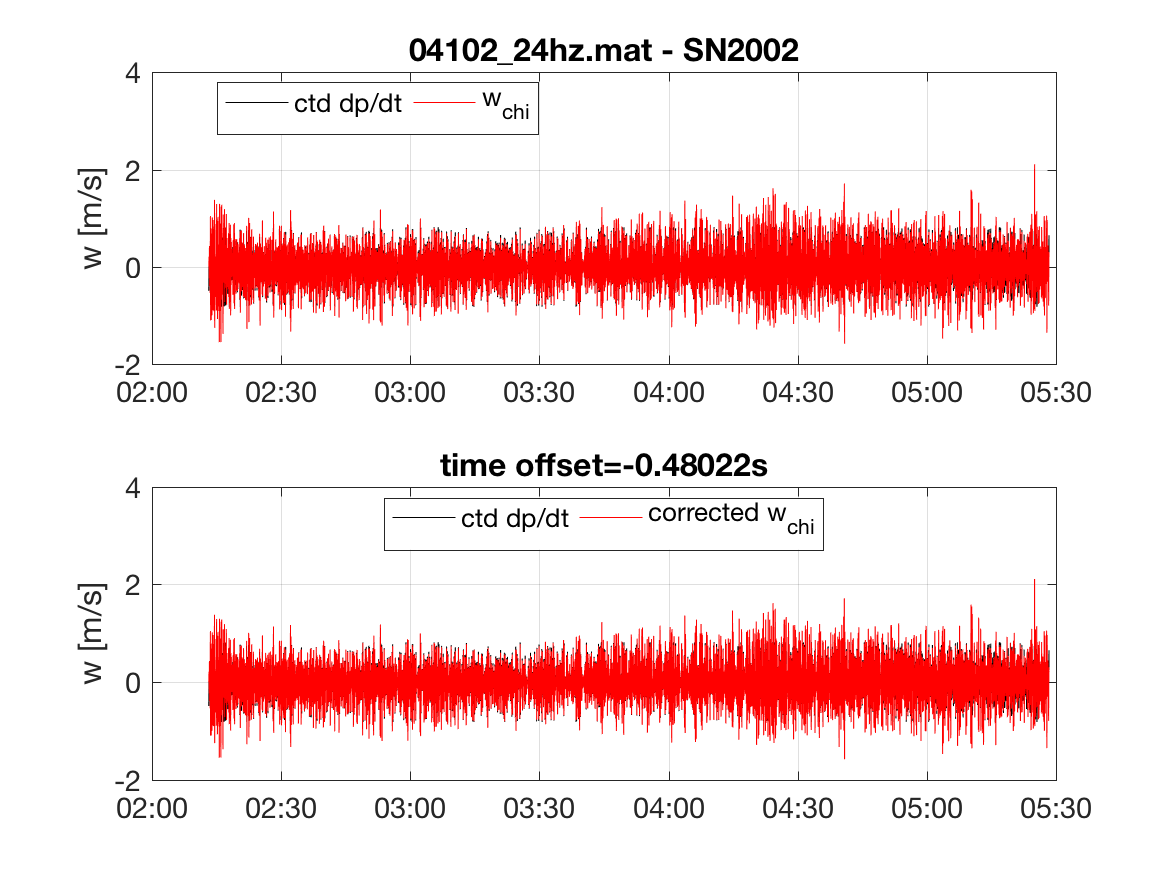 04102_24hz.mat - SN2002
4
ctd dp/dt w_chi
2
0
-2
w [m/s]
02:00 02:30 03:00 03:30 04:00 04:30 05:00 05:30
time offset=-0.48022s
4
ctd dp/dt corrected w_chi
2
0
-2
w [m/s]
02:00 02:30 03:00 03:30 04:00 04:30 05:00 05:30